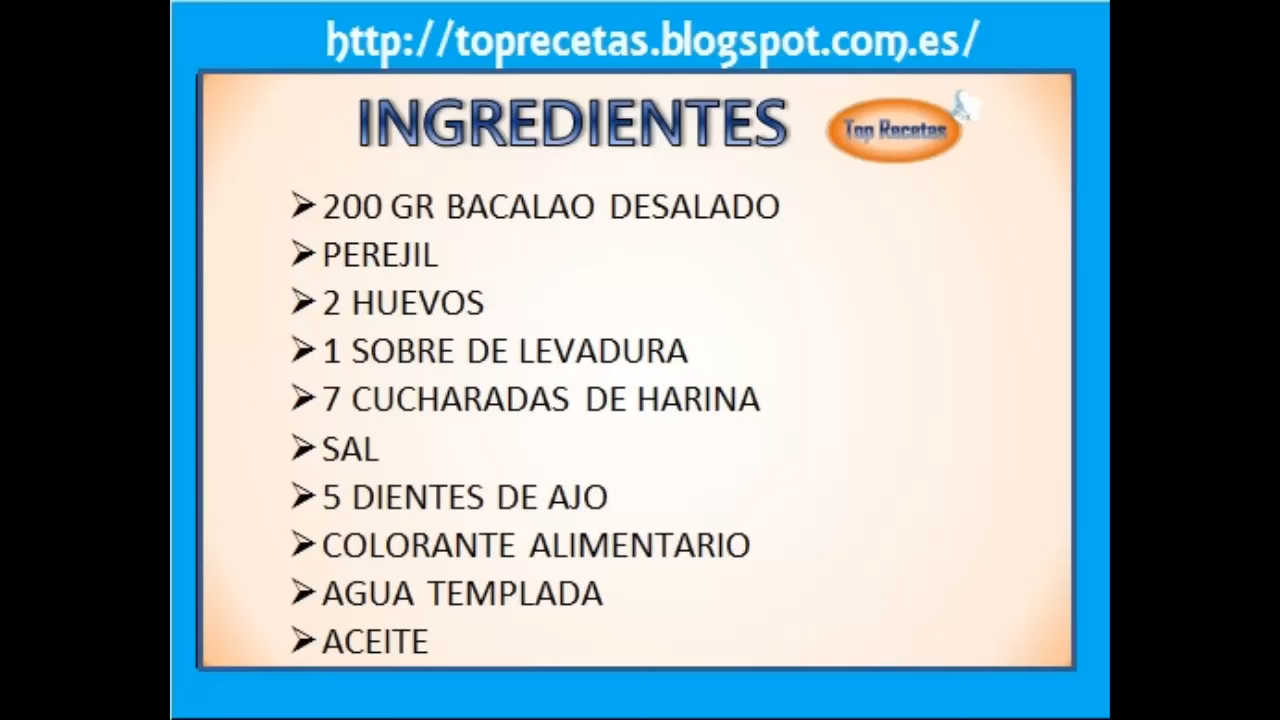 http://toprecetas.blogspot.com.es/
INGREDIENTES
Top Recetas
200 GR BACALAO DESALADO
PEREJIL
2 HUEVOS
1 SOBRE DE LEVADURA
7 CUCHARADAS DE HARINA
SAL
5 DIENTES DE AJO
COLORANTE ALIMENTARIO
AGUA TEMPLADA
ACEITE